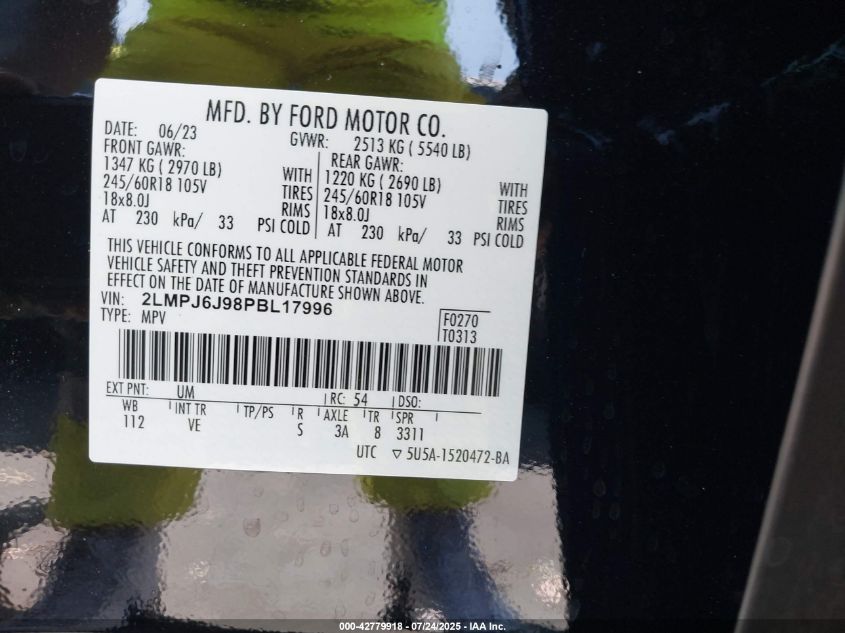 MFD. BY FORD MOTOR CO.
DATE: 06/23 GVWR: 2513 KG ( 5540 LB)
FRONT GAWR: REAR GAWR:
1347 KG ( 2970 LB) WITH 1220 KG ( 2690 LB) WITH
245/60R18 105V TIRES 245/60R18 105V TIRES
18x8.0J RIMS 18x8.0J RIMS
AT 230 kPa/ 33 PSI COLD AT 230 kPa/ 33 PSI COLD
THIS VEHICLE CONFORMS TO ALL APPLICABLE FEDERAL MOTOR
VEHICLE SAFETY AND THEFT PREVENTION STANDARDS IN
EFFECT ON THE DATE OF MANUFACTURE SHOWN ABOVE.
VIN: 2LMPJ6J98PBL17996
TYPE: MPV F0270
T0313
EXT PNT: UM RC: 54 DSO:
WB INT TR TP/PS R AXLE TR SPR
112 VE S 3A 8 3311
UTC ▽ 5U5A-1520472-BA
000-42779918 - 07/24/2025 - IAA Inc.